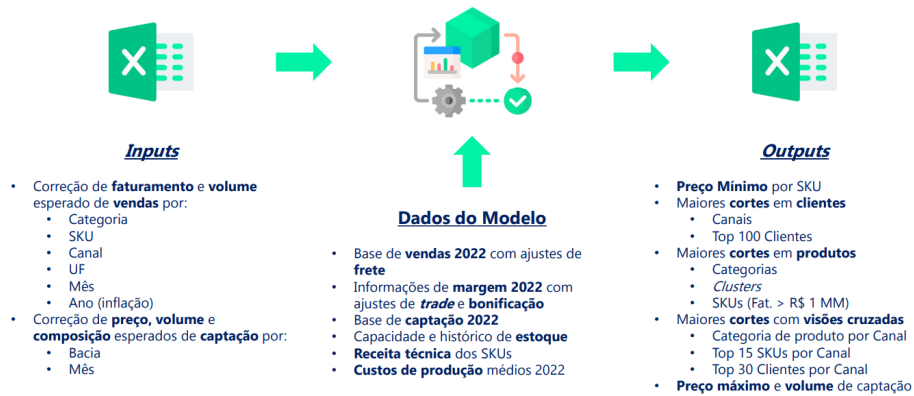 Inputs
• Correção de faturamento e volume
esperado de vendas por:
• Categoria
• SKU
• Canal
• UF
• Mês
• Ano (inflação)
• Correção de preço, volume e
composição esperados de captação por:
• Bacia
• Mês
Dados do Modelo
• Base de vendas 2022 com ajustes de
frete
• Informações de margem 2022 com
ajustes de trade e bonificação
• Base de captação 2022
• Capacidade e histórico de estoque
• Receita técnica dos SKUs
• Custos de produção médios 2022
Outputs
• Preço Mínimo por SKU
• Maiores cortes em clientes
• Canais
• Top 100 Clientes
• Maiores cortes em produtos
• Categorias
• Clusters
• SKUs (Fat. > R$ 1 MM)
• Maiores cortes com visões cruzadas
• Categoria de produto por Canal
• Top 15 SKUs por Canal
• Top 30 Clientes por Canal
• Preço máximo e volume de captação